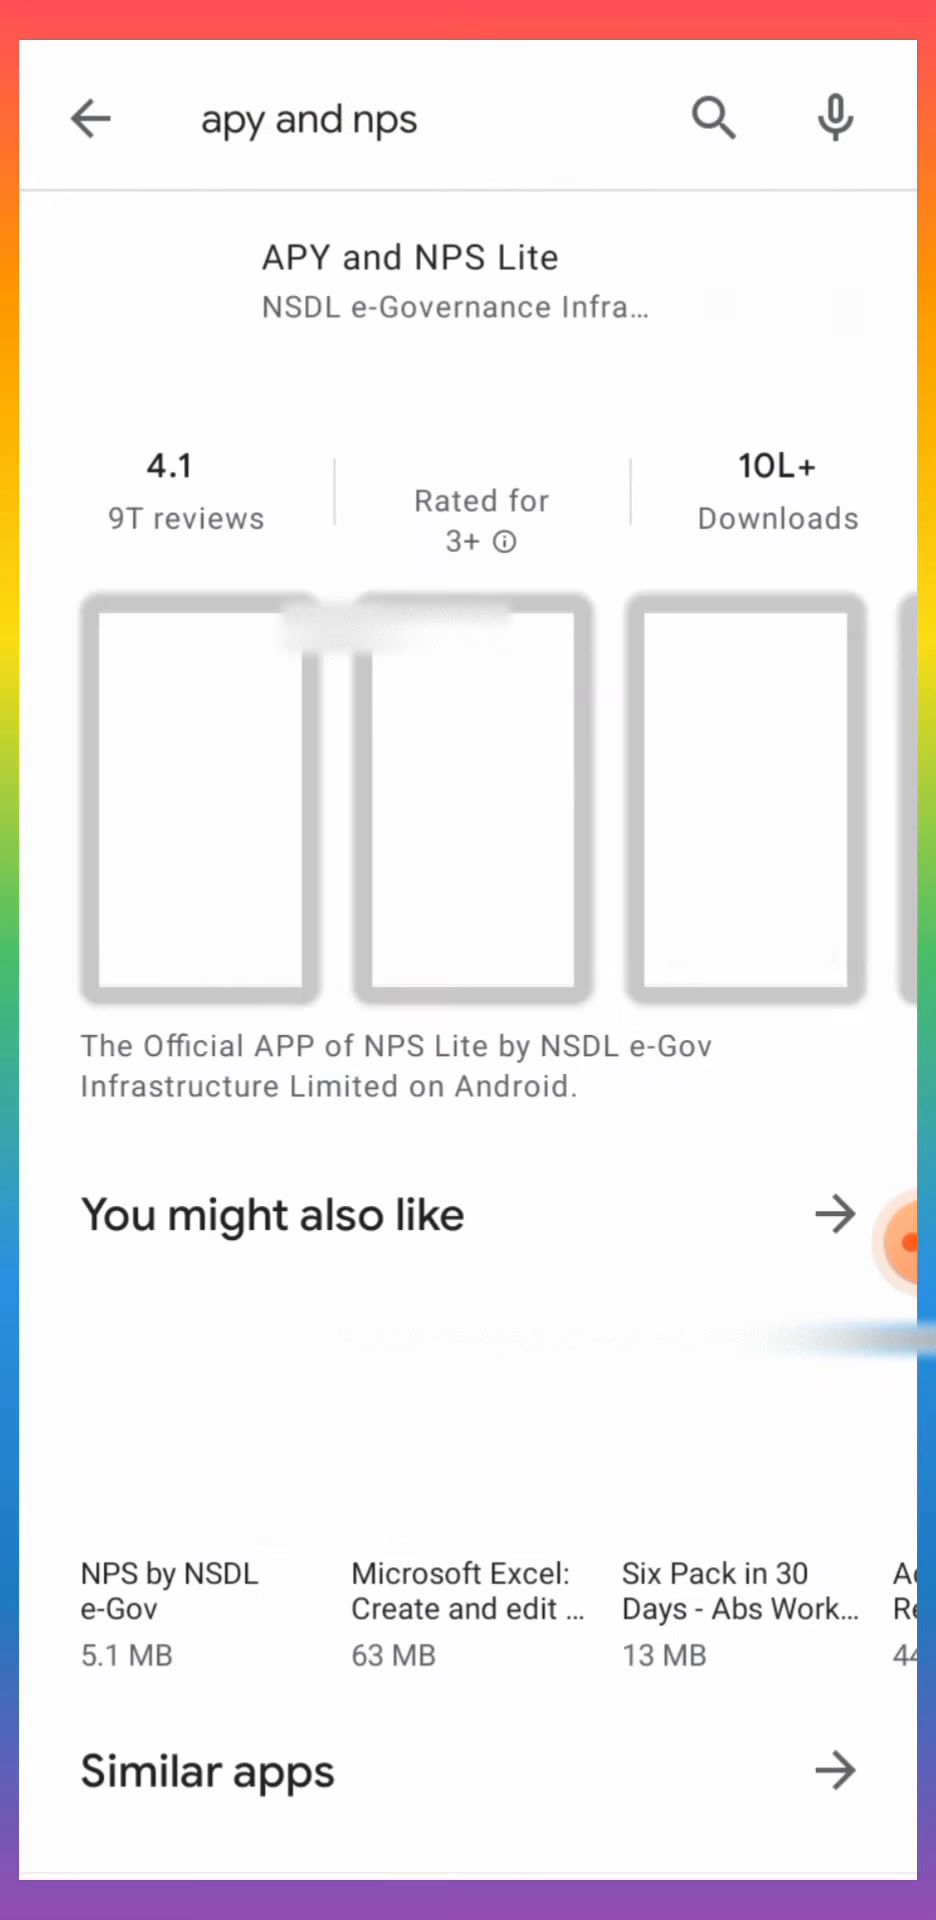 apy and nps
APY and NPS Lite
NSDL e-Governance Infra...
4.1
9T reviews
Rated for
3+
10L+
Downloads
The Official APP of NPS Lite by NSDL e-Gov
Infrastructure Limited on Android.
You might also like
NPS by NSDL
e-Gov
5.1 MB
Microsoft Excel:
Create and edit ...
63 MB
Six Pack in 30
Days - Abs Work...
13 MB
Similar apps